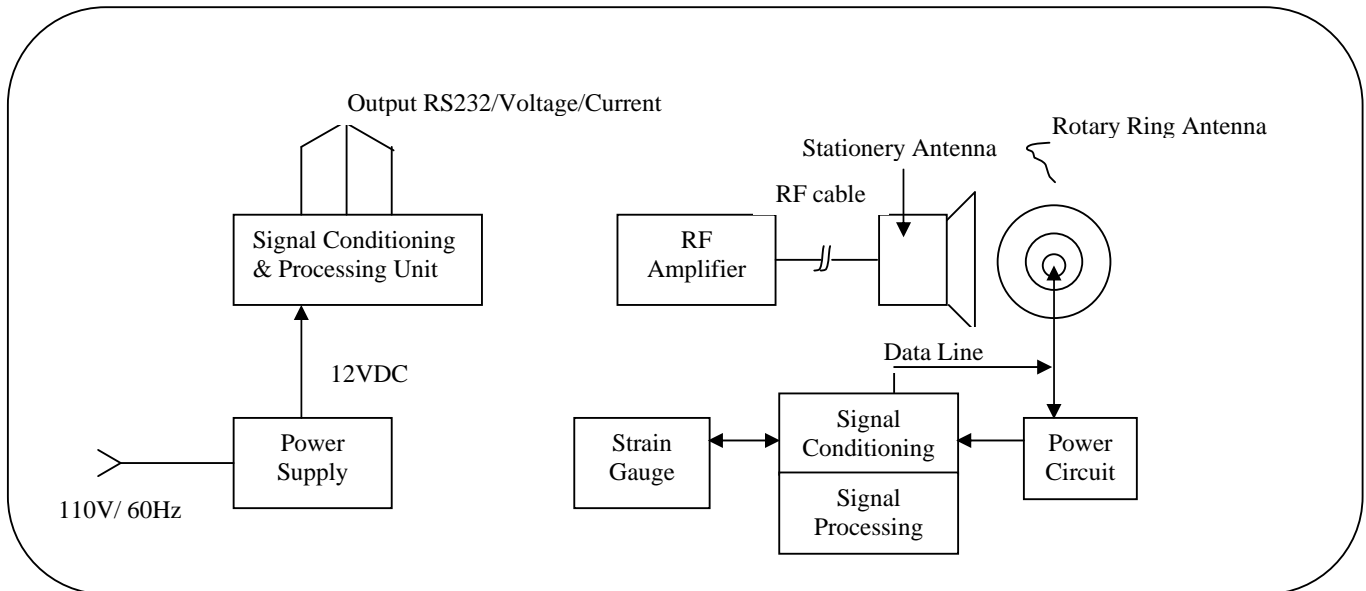 Output RS232/Voltage/Current
Rotary Ring Antenna
Stationery Antenna
RF cable
Signal Conditioning
& Processing Unit
RF
Amplifier
12VDC
Data Line
Power
Supply
Strain
Gauge
Signal
Conditioning
Power
Circuit
110V/ 60Hz
Signal
Processing